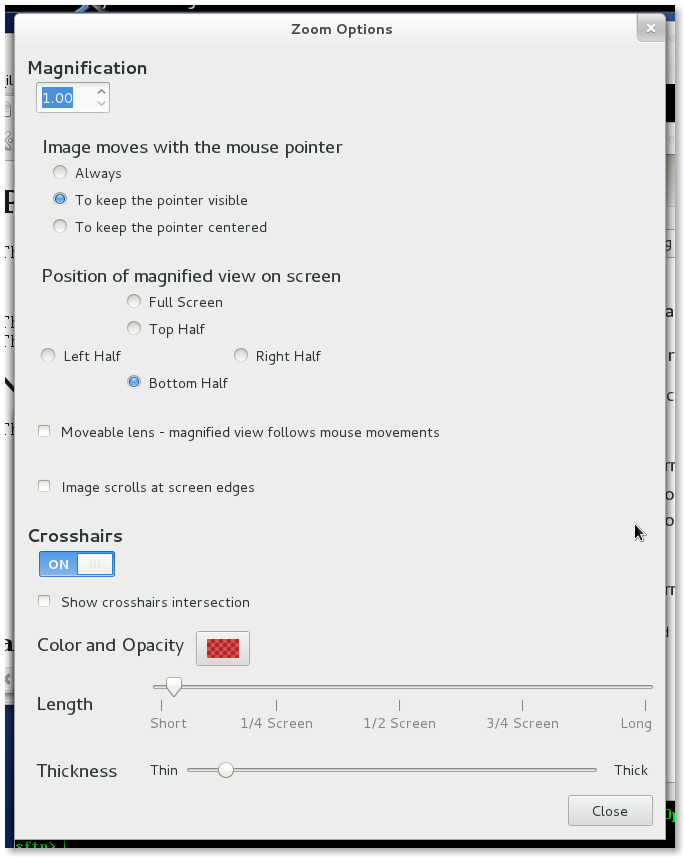 Zoom Options
Magnification
1.00
Image moves with the mouse pointer
Always
To keep the pointer visible
To keep the pointer centered
Position of magnified view on screen
Full Screen
Top Half
Left Half Right Half
Bottom Half
Moveable lens - magnified view follows mouse movements
Image scrolls at screen edges
Crosshairs
ON
Show crosshairs intersection
Color and Opacity
Length
Short 1/4 Screen 1/2 Screen 3/4 Screen Long
Thickness Thin Thick
Close
sftp>